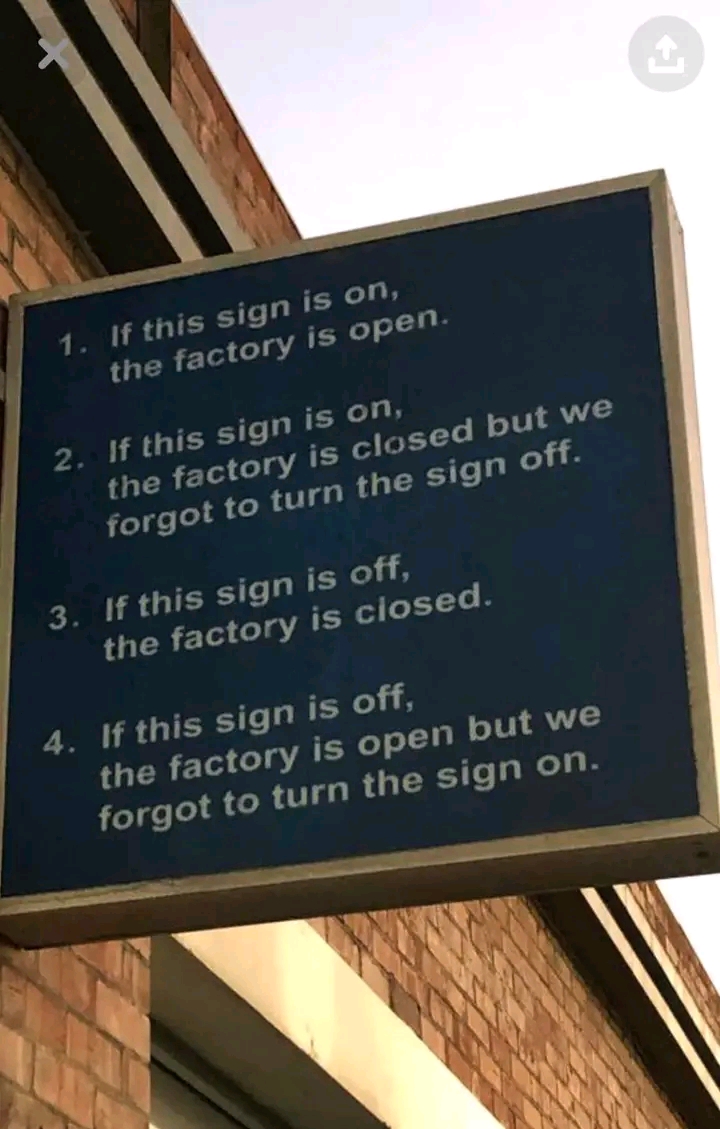 1. If this sign is on,
the factory is open.
2. If this sign is on,
the factory is closed but we
forgot to turn the sign off.
3. If this sign is off,
the factory is closed.
4. If this sign is off,
the factory is open but we
forgot to turn the sign on.